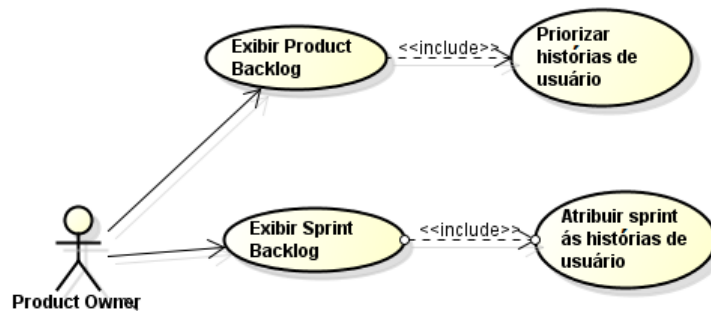 Exibir Product
Backlog
<<include>>
Priorizar
histórias de
usuário
Exibir Sprint
Backlog
<<include>>
Atribuir sprint
ás histórias de
usuário
Product Owner